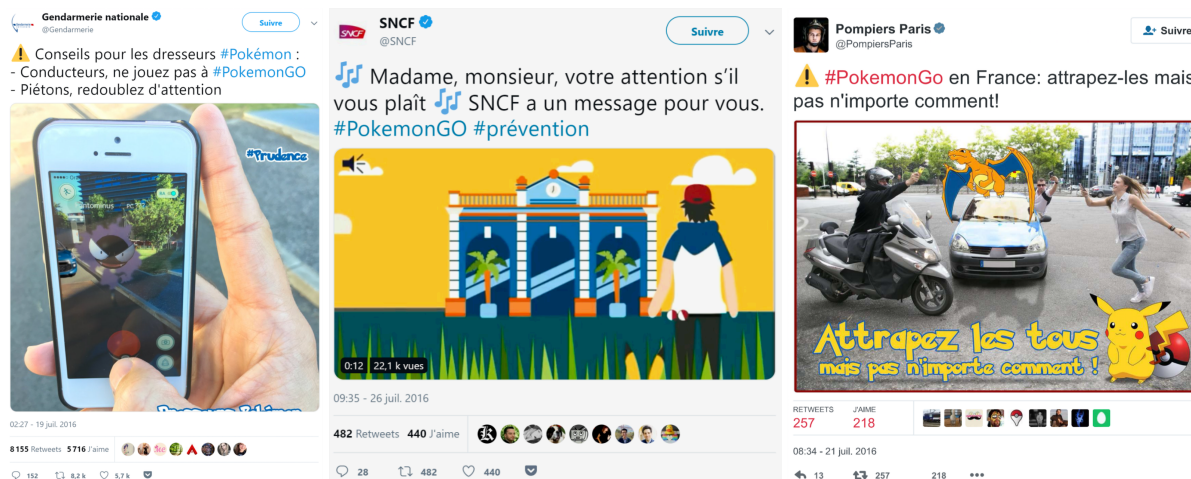 Gendarmerie nationale
@Gendarmerie
Suivre
⚠ Conseils pour les dresseurs #Pokémon :
- Conducteurs, ne jouez pas à #PokemonGO
- Piétons, redoublez d'attention
#Prudence
02:27 - 19 juil. 2016
8 155 Retweets 5 716 J'aime
152 8,2 k 5,7 k
SNCF
SNCF
@SNCF
Suivre
🎶 Madame, monsieur, votre attention s'il
vous plaît 🎶 SNCF a un message pour vous.
#PokemonGO #prévention
0:12 22,1 k vues
09:35 - 26 juil. 2016
482 Retweets 440 J'aime
28 482 440
Pompiers Paris
@PompiersParis
Suivre
⚠ #PokemonGo en France: attrapez-les mais
pas n'importe comment!
Attrapez les tous
mais pas n'importe comment !
RETWEETS J'AIME
257 218
08:34 - 21 juil. 2016
13 257 218